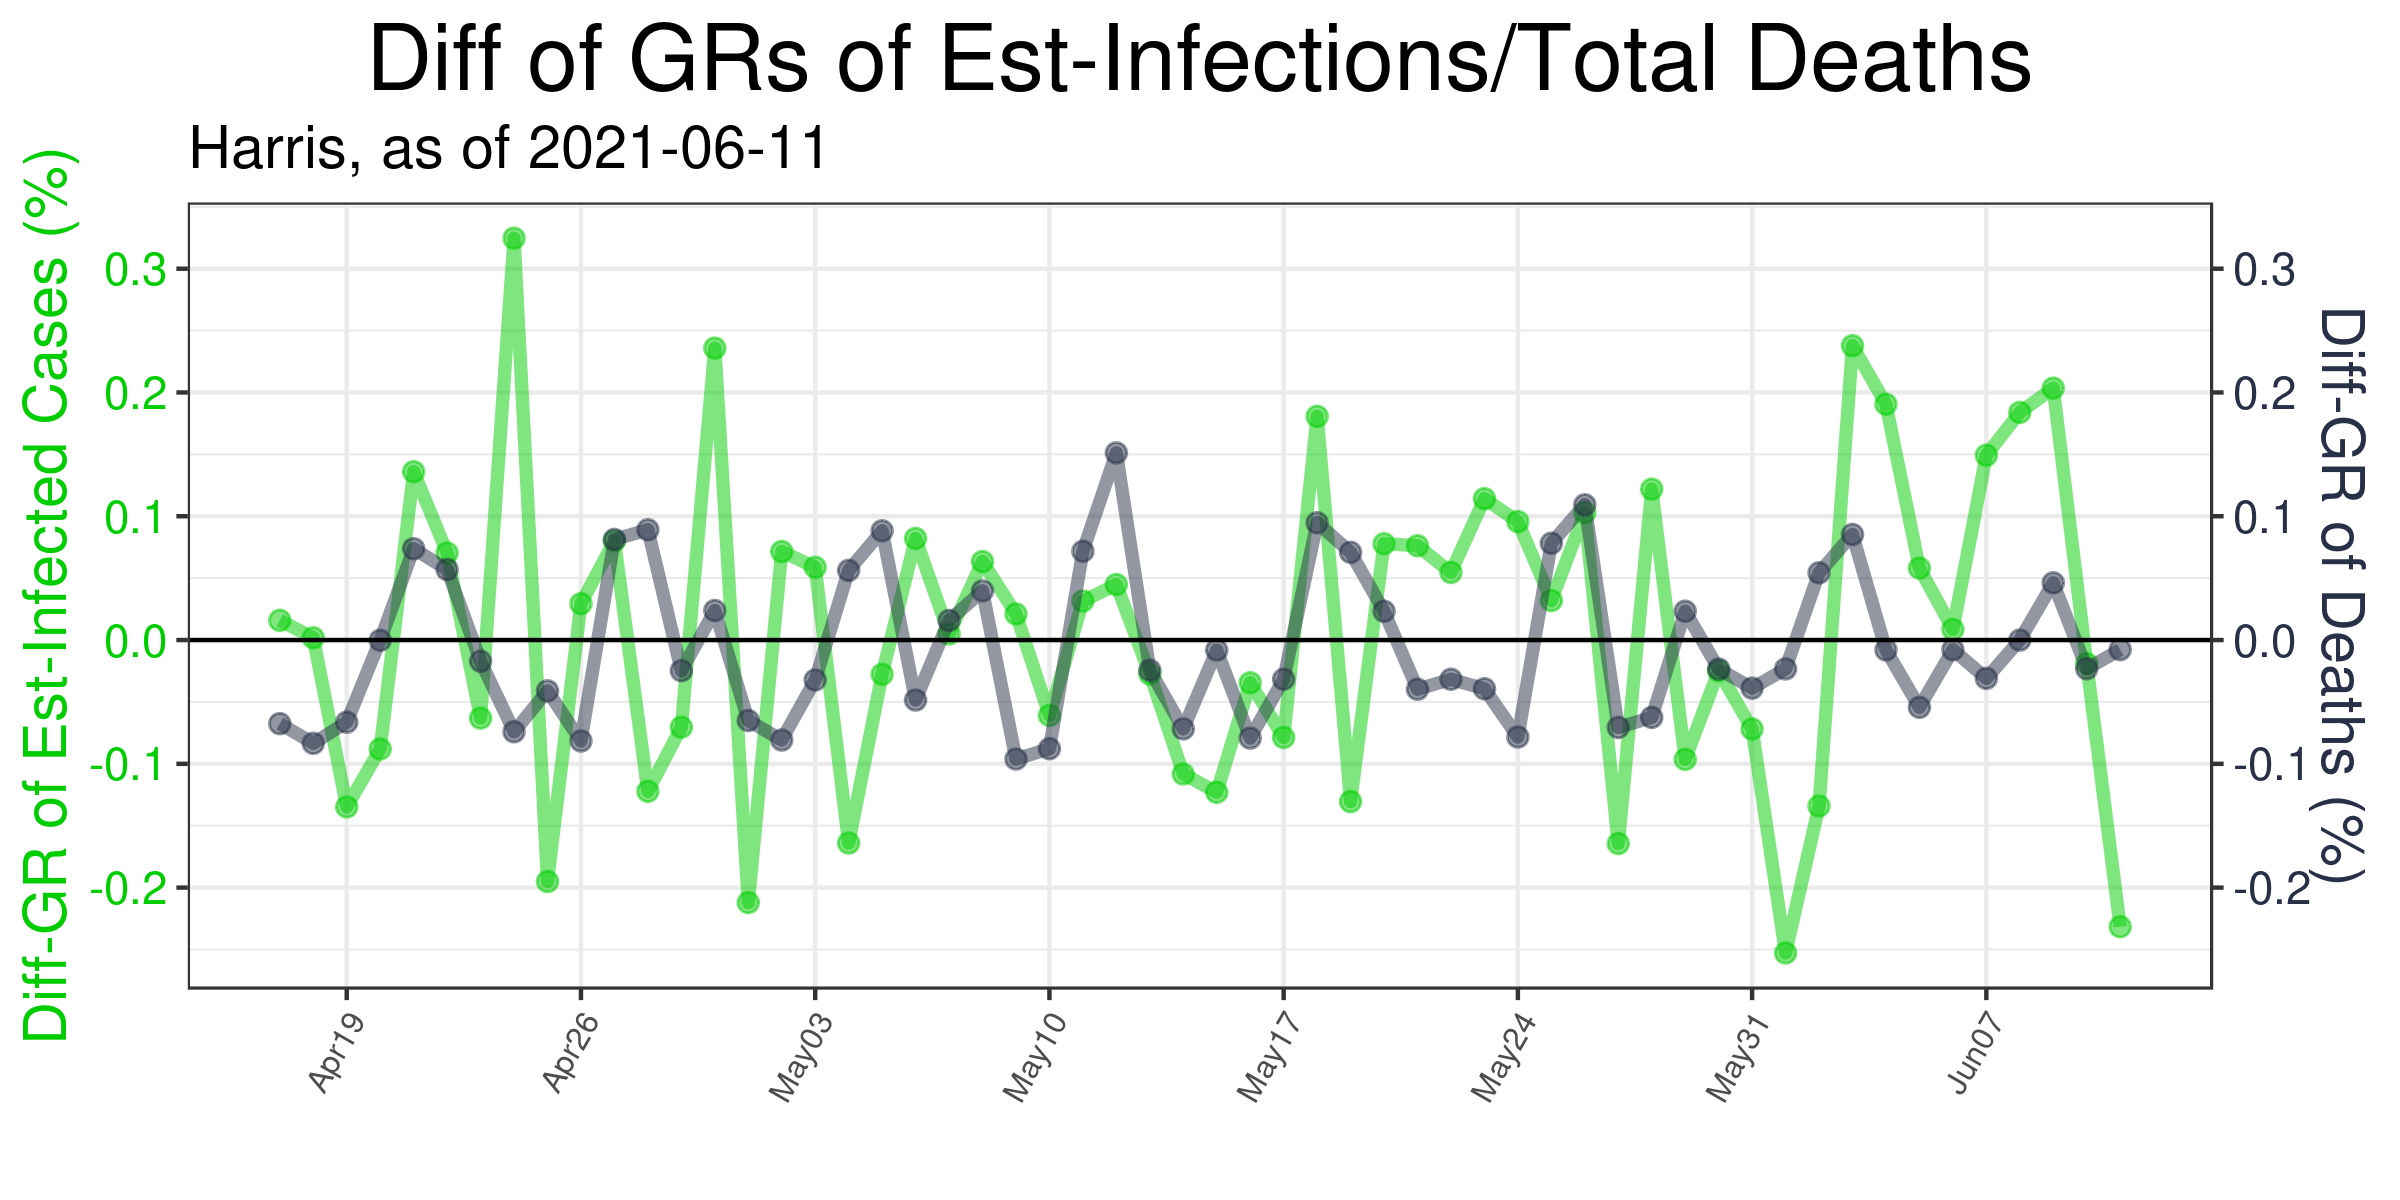 Diff of GRs of Est-Infections/Total Deaths
Harris, as of 2021-06-11
Diff-GR of Est-Infected Cases (%)
0.3
0.2
0.1
0.0
-0.1
-0.2
0.3
0.2
0.1
0.0
-0.1
-0.2
Diff-GR of Deaths (%)
Apr19
Apr26
May03
May10
May17
May24
May31
Jun07